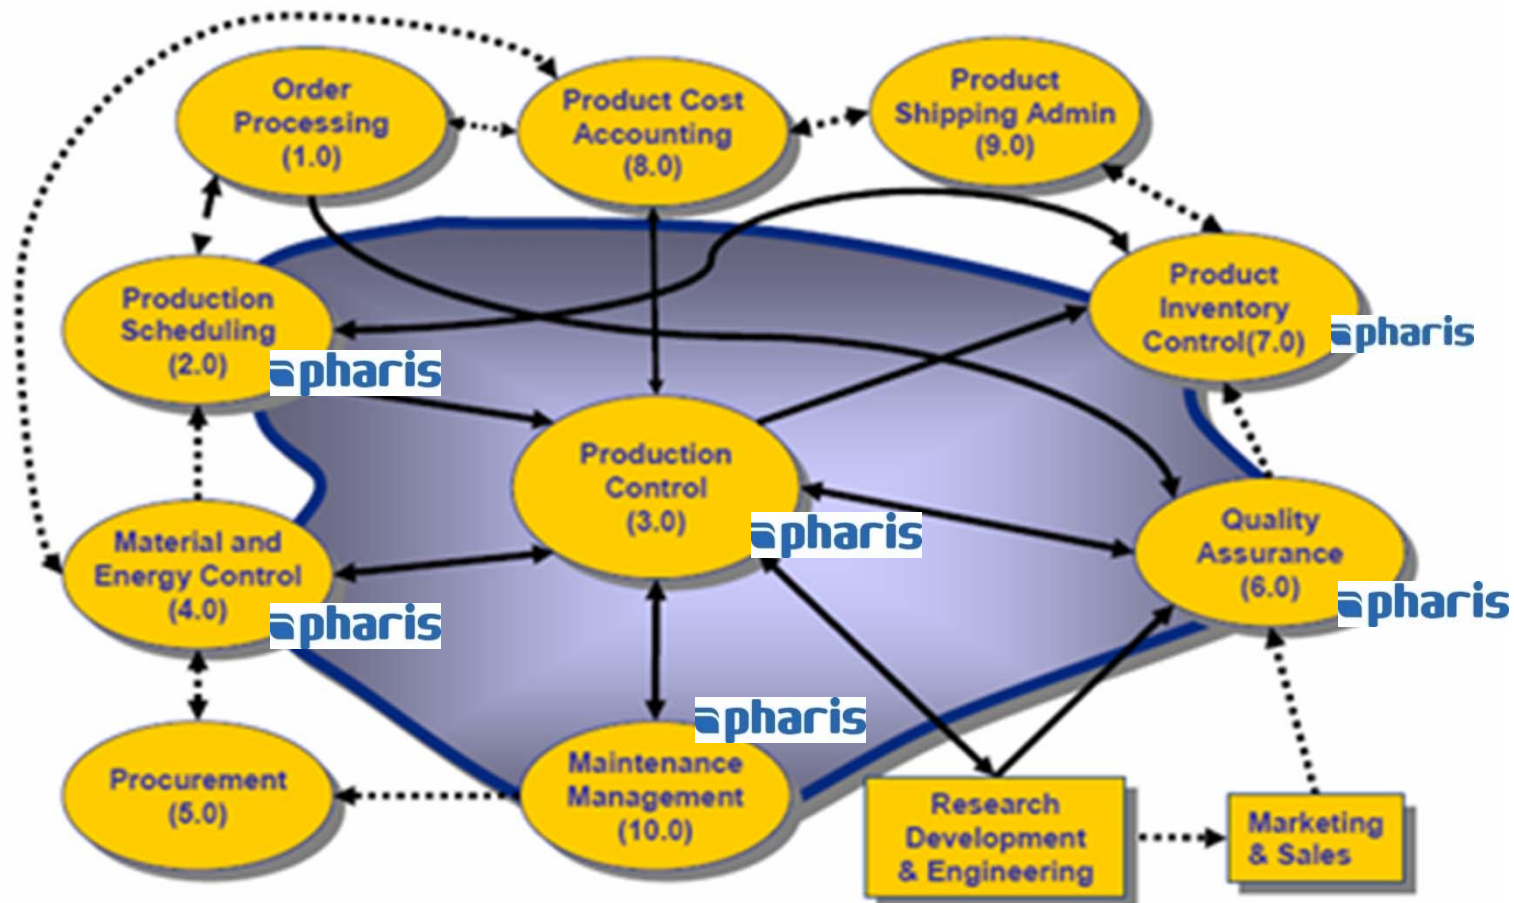 Order
Processing
(1.0)
Product Cost
Accounting
(8.0)
Product
Shipping Admin
(9.0)
Production
Scheduling
(2.0)
pharis
Product
Inventory
Control(7.0)
pharis
Production
Control
(3.0)
pharis
Material and
Energy Control
(4.0)
pharis
Quality
Assurance
(6.0)
pharis
Procurement
(5.0)
pharis
Maintenance
Management
(10.0)
Research
Development
& Engineering
Marketing
& Sales